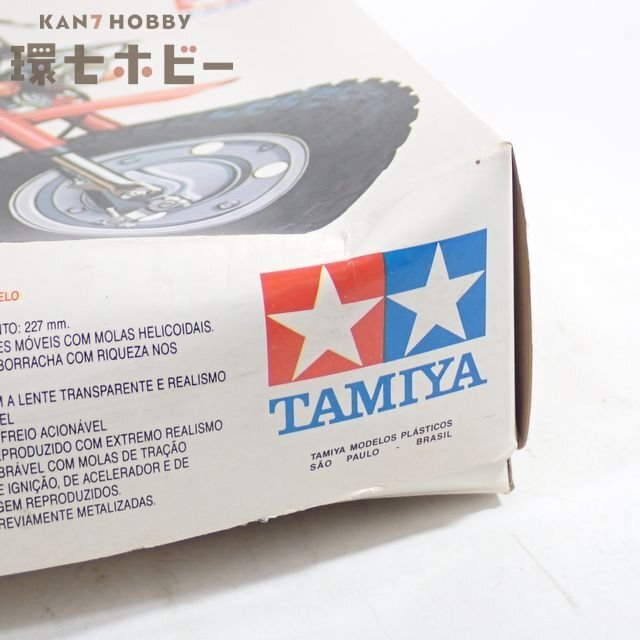 KAN7 HOBBY
環七ホビー
ELO
NTO: 227 mm.
ES MÓVEIS COM MOLAS HELICOIDAIS.
BORRACHA COM RIQUEZA NOS
M A LENTE TRANSPARENTE E REALISMO
EL
FREIO ACIONÁVEL
EPRODUZIDO COM EXTREMO REALISMO
BRÁVEL COM MOLAS DE TRAÇÃO
E IGNIÇÃO, DE ACELERADOR E DE
GEM REPRODUZIDOS.
REVIAMENTE METALIZADAS.
TAMIYA
TAMIYA MODELOS PLÁSTICOS
SÃO PAULO - BRASIL